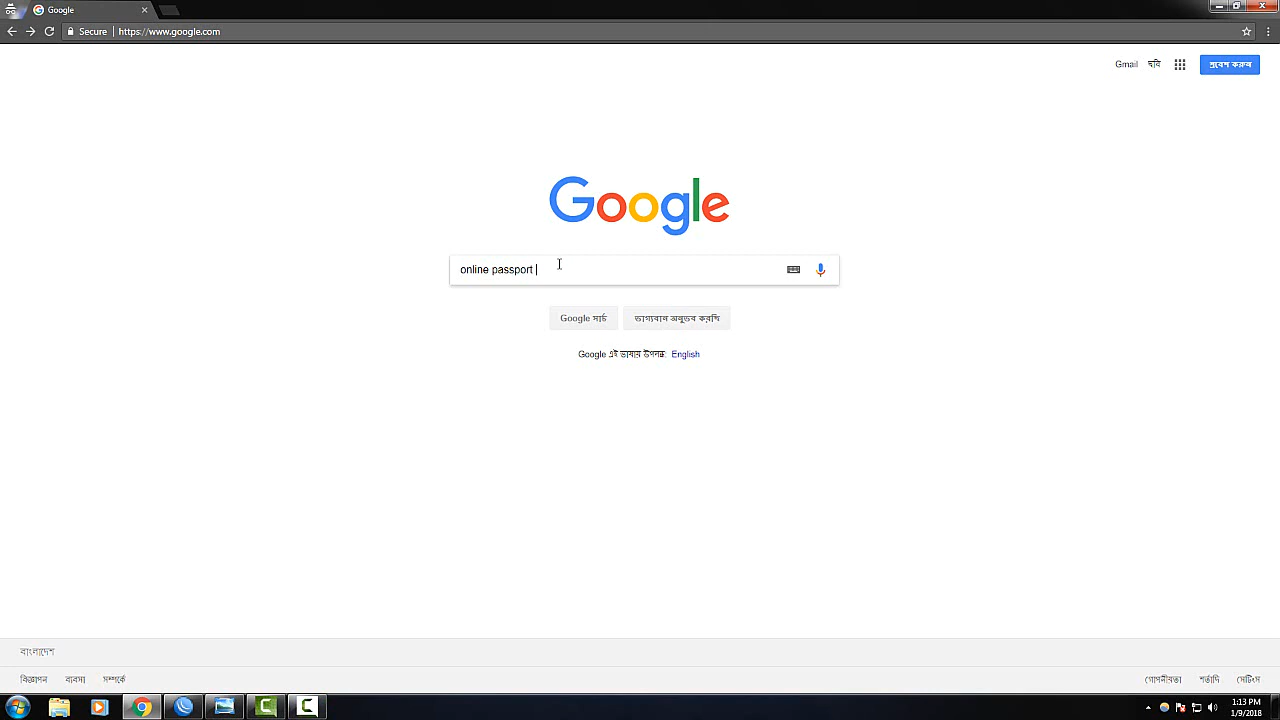 Google
Secure
https://www.google.com
Gmail ছবি প্রবেশ করুন
Google
online passport
Google সার্চ ভাগ্যবান অনুভব করছি
Google এই ভাষায় উপলব্ধ: English
বাংলাদেশ
বিজ্ঞাপন ব্যবসা সম্পর্কে গোপনীয়তা শর্তাদি সেটিংস
1:13 PM
1/9/2018